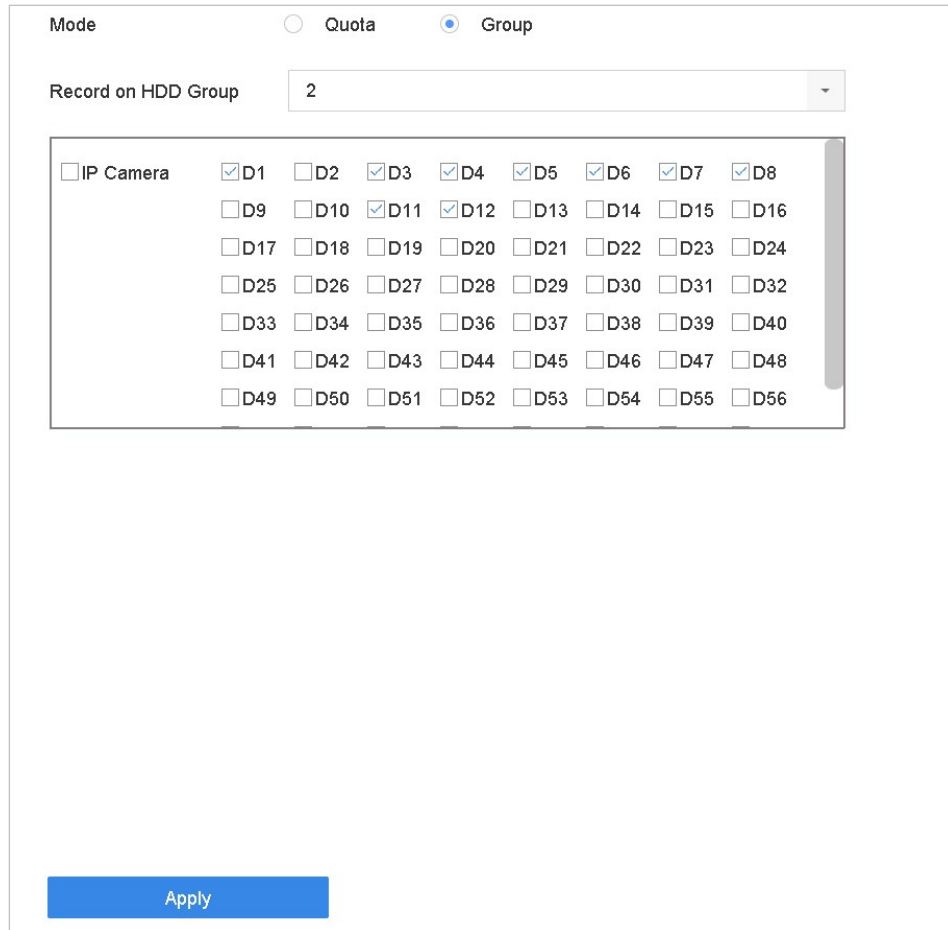 Mode Quota Group
Record on HDD Group 2
IP Camera D1 D2 D3 D4 D5 D6 D7 D8
D9 D10 D11 D12 D13 D14 D15 D16
D17 D18 D19 D20 D21 D22 D23 D24
D25 D26 D27 D28 D29 D30 D31 D32
D33 D34 D35 D36 D37 D38 D39 D40
D41 D42 D43 D44 D45 D46 D47 D48
D49 D50 D51 D52 D53 D54 D55 D56
Apply